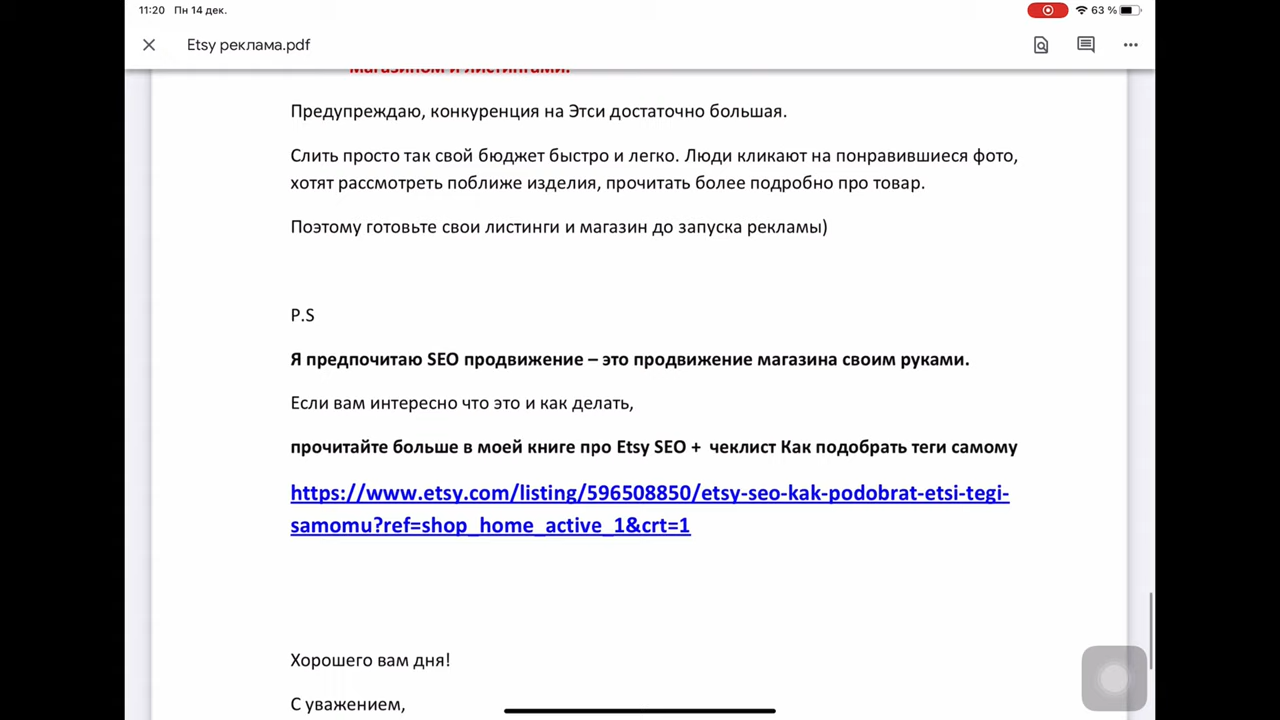 11:20 Пн 14 дек.
63 %
Etsy реклама.pdf
магазином и листингами.
Предупреждаю, конкуренция на Этси достаточно большая.
Слить просто так свой бюджет быстро и легко. Люди кликают на понравившиеся фото,
хотят рассмотреть поближе изделия, прочитать более подробно про товар.
Поэтому готовьте свои листинги и магазин до запуска рекламы)
P.S
Я предпочитаю SEO продвижение – это продвижение магазина своим руками.
Если вам интересно что это и как делать,
прочитайте больше в моей книге про Etsy SEO + чеклист Как подобрать теги самому
https://www.etsy.com/listing/596508850/etsy-seo-kak-podobrat-etsi-tegi-
samomu?ref=shop_home_active_1&crt=1
Хорошего вам дня!
С уважением,